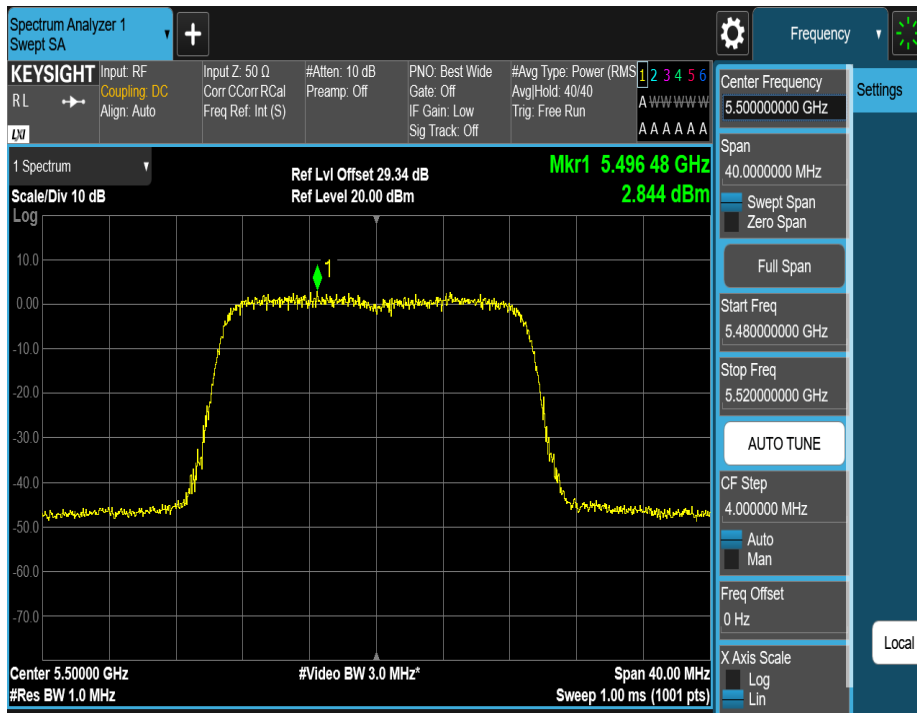 Spectrum Analyzer 1
Swept SA
+
Frequency
KEYSIGHT
RL
LXI
Input: RF
Coupling: DC
Align: Auto
Input Z: 50 Ω
Corr CCorr RCal
Freq Ref: Int (S)
#Atten: 10 dB
Preamp: Off
PNO: Best Wide
Gate: Off
IF Gain: Low
Sig Track: Off
#Avg Type: Power (RMS
Avg|Hold: 40/40
Trig: Free Run
1 2 3 4 5 6
A W W W W W
A A A A A A
1 Spectrum
Scale/Div 10 dB
Log
Ref Lvl Offset 29.34 dB
Ref Level 20.00 dBm
Mkr1 5.496 48 GHz
2.844 dBm
1
10.0
0.00
-10.0
-20.0
-30.0
-40.0
-50.0
-60.0
-70.0
Center 5.50000 GHz
#Res BW 1.0 MHz
#Video BW 3.0 MHz*
Span 40.00 MHz
Sweep 1.00 ms (1001 pts)
Center Frequency
5.500000000 GHz
Span
40.0000000 MHz
Swept Span
Zero Span
Full Span
Start Freq
5.480000000 GHz
Stop Freq
5.520000000 GHz
AUTO TUNE
CF Step
4.000000 MHz
Auto
Man
Freq Offset
0 Hz
X Axis Scale
Log
Lin
Settings
Local